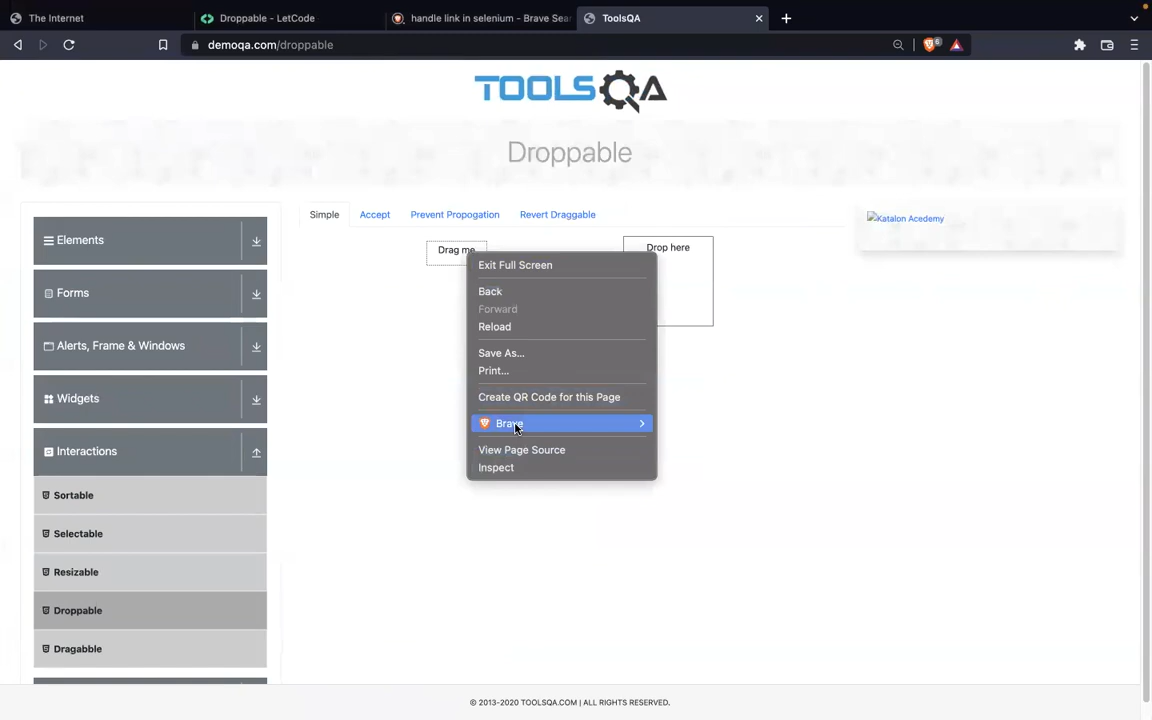 The Internet
Droppable - LetCode
handle link in selenium - Brave Sea
ToolsQA
demoqa.com/droppable
6
TOOLSQA
Droppable
Elements
Forms
Alerts, Frame & Windows
Widgets
Interactions
Sortable
Selectable
Resizable
Droppable
Dragabble
Simple
Accept
Prevent Propogation
Revert Draggable
Drag me
Drop here
Exit Full Screen
Back
Forward
Reload
Save As...
Print...
Create QR Code for this Page
Brave
View Page Source
Inspect
Katalon Acedemy
© 2013-2020 TOOLSQA.COM | ALL RIGHTS RESERVED.